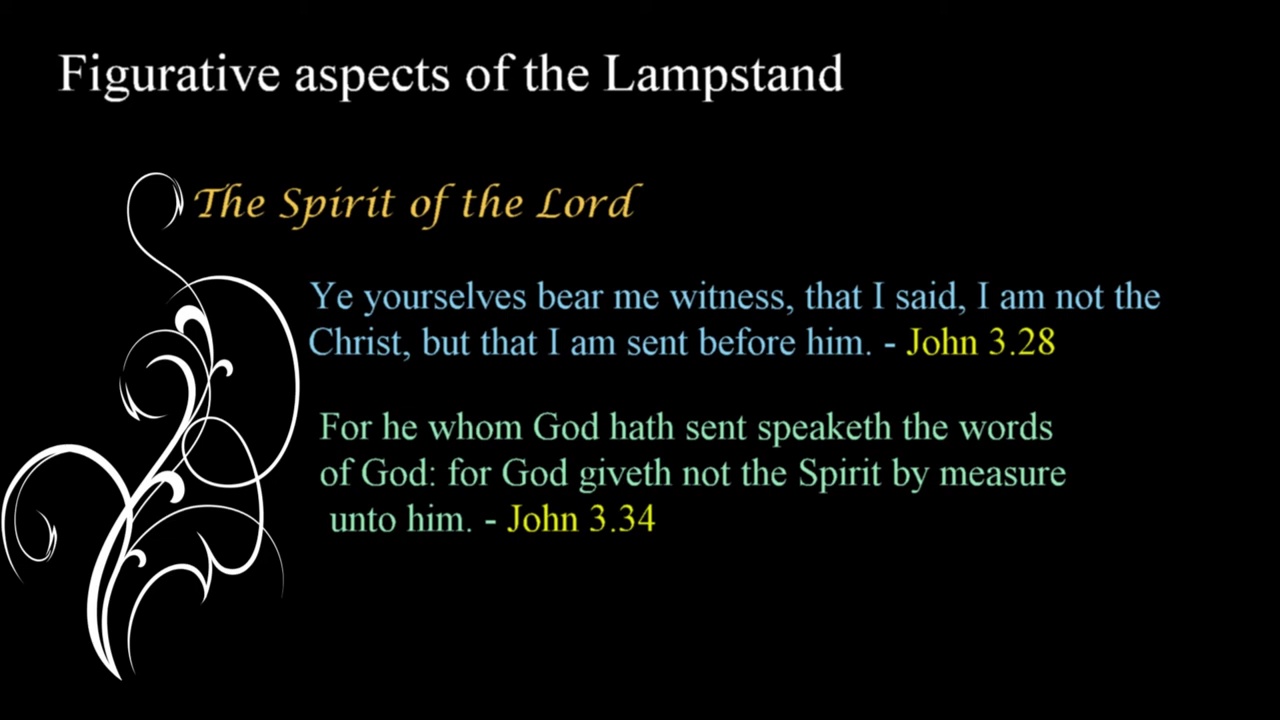 Figurative aspects of the Lampstand
The Spirit of the Lord
Ye yourselves bear me witness, that I said, I am not the
Christ, but that I am sent before him. - John 3.28
For he whom God hath sent speaketh the words
of God: for God giveth not the Spirit by measure
unto him. - John 3.34